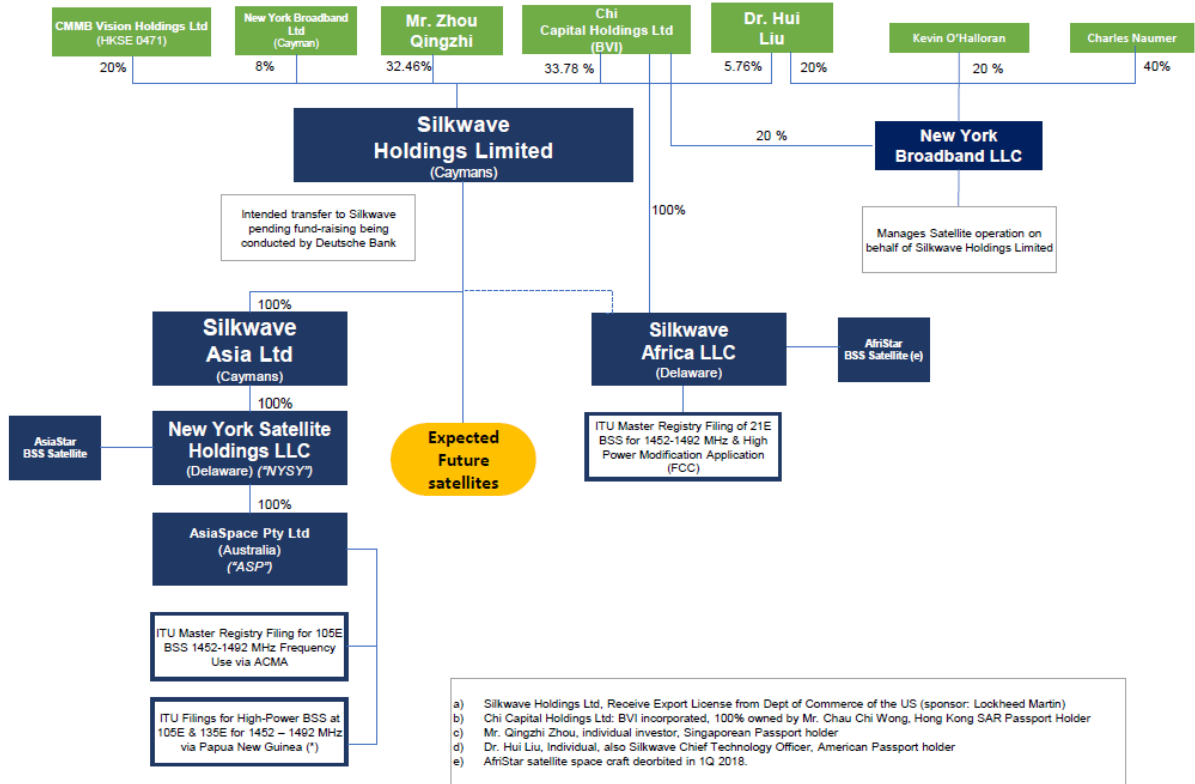 CMMB Vision Holdings Ltd
(HKSE 0471)
New York Broadband
Ltd
(Cayman)
Mr. Zhou
Qingzhi
Chi
Capital Holdings Ltd
(BVI)
Dr. Hui
Liu
Kevin O'Halloran
Charles Naumer
20%
8%
32.46%
33.78 %
5.76%
20%
20 %
40%
Silkwave
Holdings Limited
(Caymans)
20 %
New York
Broadband LLC
Intended transfer to Silkwave
pending fund-raising being
conducted by Deutsche Bank
100%
Manages Satellite operation on
behalf of Silkwave Holdings Limited
100%
Silkwave
Asia Ltd
(Caymans)
Silkwave
Africa LLC
(Delaware)
AfriStar
BSS Satellite (e)
100%
AsiaStar
BSS Satellite
New York Satellite
Holdings LLC
(Delaware) ("NYSY")
Expected
Future
satellites
ITU Master Registry Filing of 21E
BSS for 1452-1492 MHz & High
Power Modification Application
(FCC)
100%
AsiaSpace Pty Ltd
(Australia)
("ASP")
ITU Master Registry Filing for 105E
BSS 1452-1492 MHz Frequency
Use via ACMA
ITU Filings for High-Power BSS at
105E & 135E for 1452 – 1492 MHz
via Papua New Guinea (*)
a) Silkwave Holdings Ltd, Receive Export License from Dept of Commerce of the US (sponsor: Lockheed Martin)
b) Chi Capital Holdings Ltd: BVI incorporated, 100% owned by Mr. Chau Chi Wong, Hong Kong SAR Passport Holder
c) Mr. Qingzhi Zhou, individual investor, Singaporean Passport holder
d) Dr. Hui Liu, Individual, also Silkwave Chief Technology Officer, American Passport holder
e) AfriStar satellite space craft deorbited in 1Q 2018.